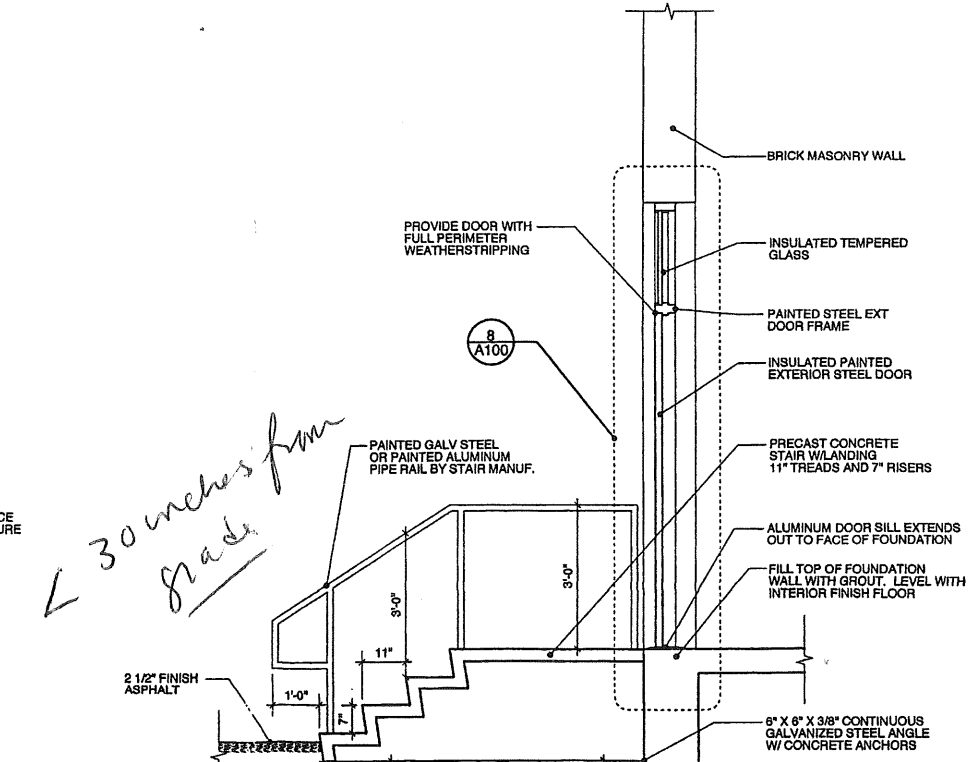 BRICK MASONRY WALL
PROVIDE DOOR WITH
FULL PERIMETER
WEATHERSTRIPPING
INSULATED TEMPERED
GLASS
PAINTED STEEL EXT
DOOR FRAME
8
A100
INSULATED PAINTED
EXTERIOR STEEL DOOR
PAINTED GALV STEEL
OR PAINTED ALUMINUM
PIPE RAIL BY STAIR MANUF.
PRECAST CONCRETE
STAIR W/LANDING
11" TREADS AND 7" RISERS
CE
URE
< 30 inches from
grade
ALUMINUM DOOR SILL EXTENDS
OUT TO FACE OF FOUNDATION
FILL TOP OF FOUNDATION
WALL WITH GROUT. LEVEL WITH
INTERIOR FINISH FLOOR
3'-0"
3'-0"
11"
2 1/2" FINISH
ASPHALT
1'-0"
7"
6" X 6" X 3/8" CONTINUOUS
GALVANIZED STEEL ANGLE
W/ CONCRETE ANCHORS